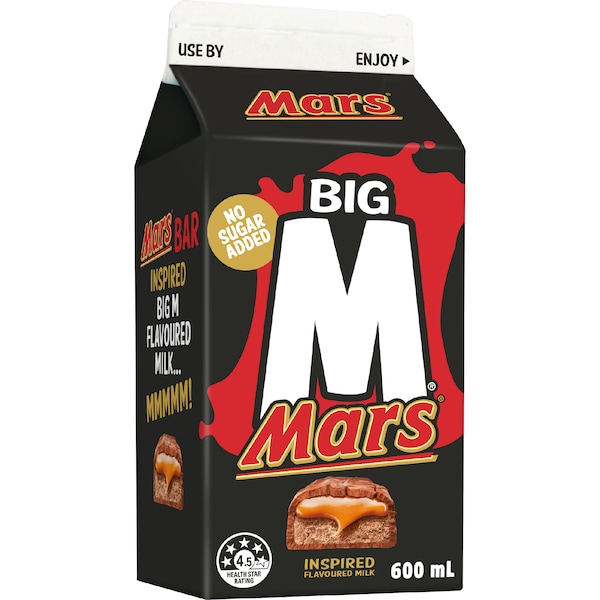 USE BY
ENJOY ▸
Mars
BIG
M®
Mars®
NO
SUGAR
ADDED
Mars BAR
INSPIRED
BIG M
FLAVOURED
MILK...
MMMMM!
4.5
HEALTH STAR
RATING
INSPIRED
FLAVOURED MILK
600 mL